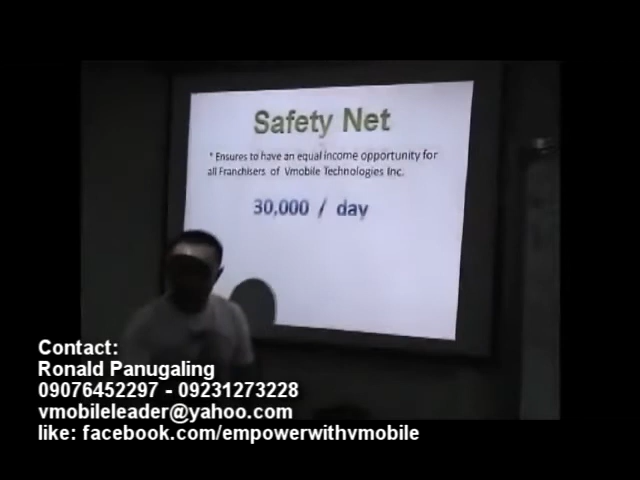 Safety Net
* Ensures to have an equal income opportunity for
all Franchisers of Vmobile Technologies Inc.
30,000 / day
Contact:
Ronald Panugaling
09076452297 - 09231273228
vmobileleader@yahoo.com
like: facebook.com/empowerwithvmobile